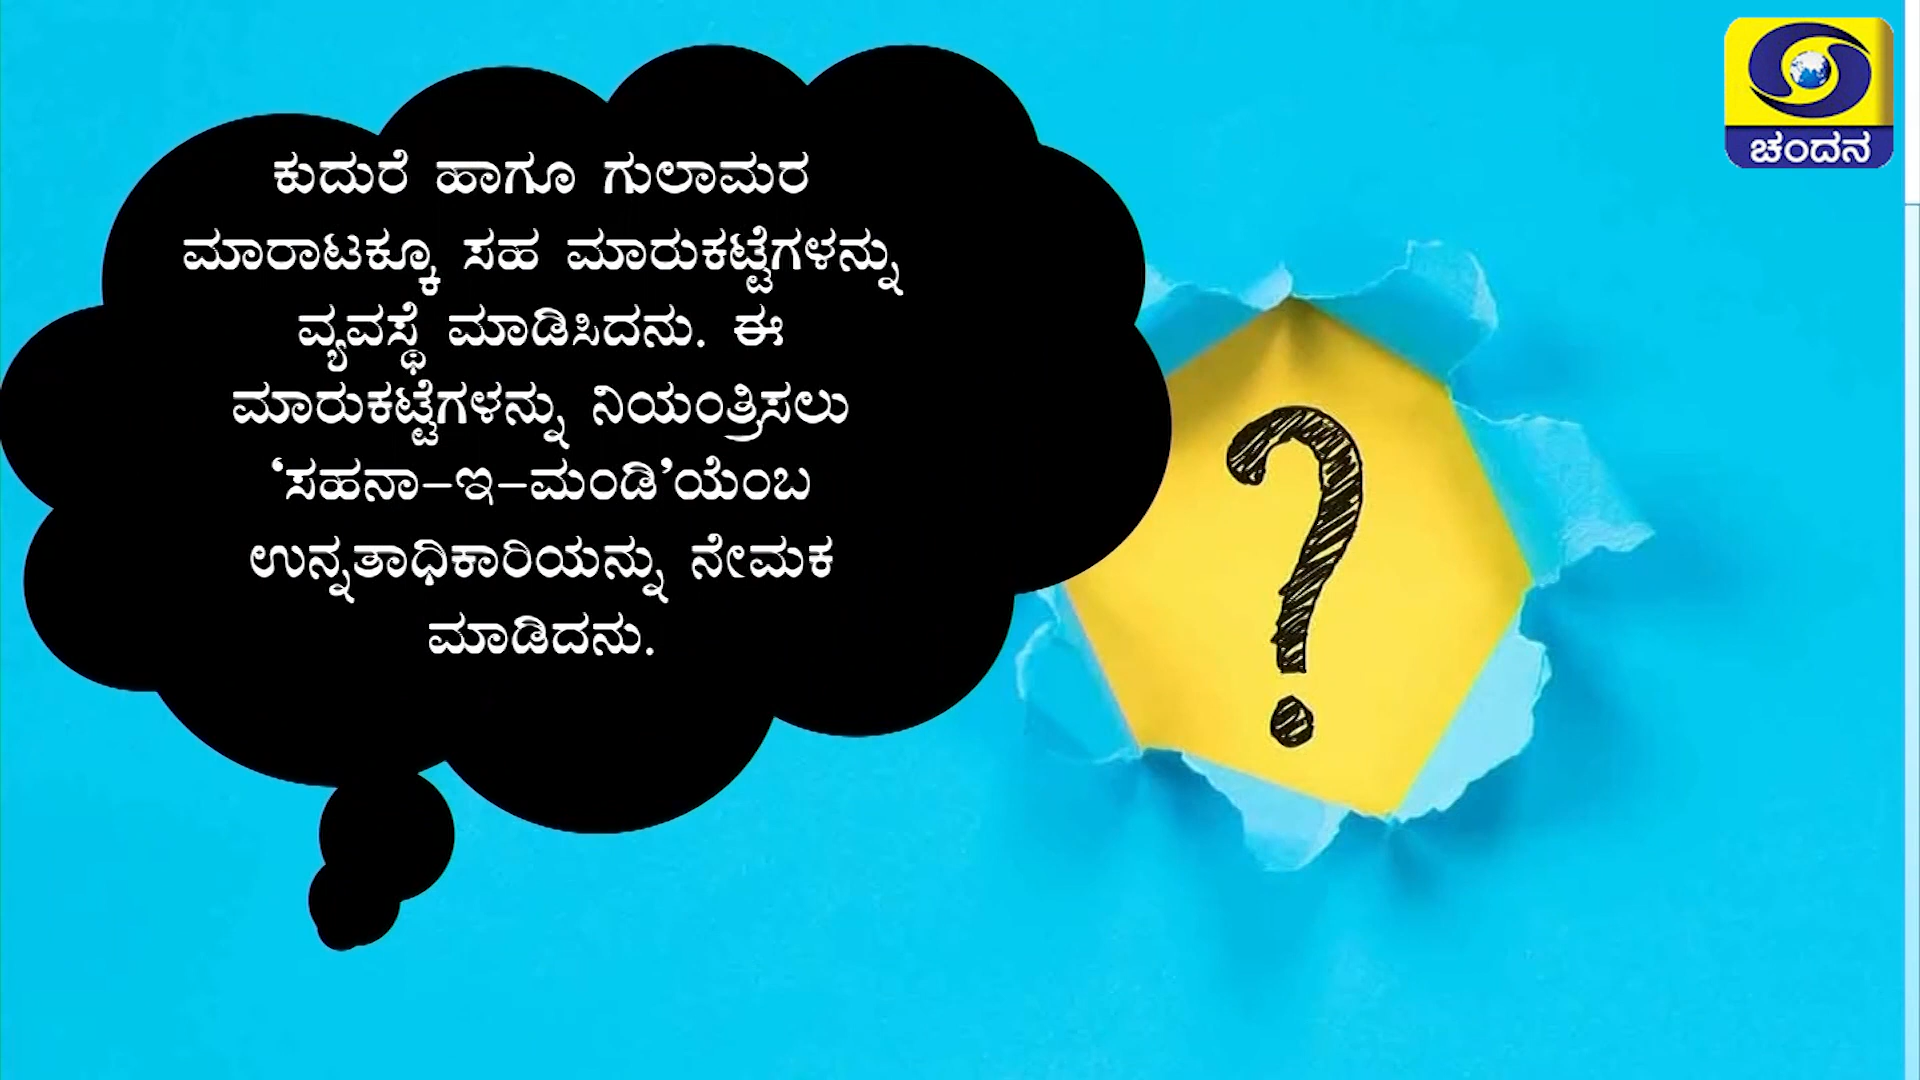 ಕುದುರೆ ಹಾಗೂ ಗುಲಾಮರ
ಮಾರಾಟಕ್ಕೂ ಸಹ ಮಾರುಕಟ್ಟೆಗಳನ್ನು
ವ್ಯವಸ್ಥೆ ಮಾಡಿಸಿದನು. ಈ
ಮಾರುಕಟ್ಟೆಗಳನ್ನು ನಿಯಂತ್ರಿಸಲು
‘ಸಹನಾ–ಇ–ಮಂಡಿ’ಯೆಂಬ
ಉನ್ನತಾಧಿಕಾರಿಯನ್ನು ನೇಮಕ
ಮಾಡಿದನು.
?
ಚಂದನ